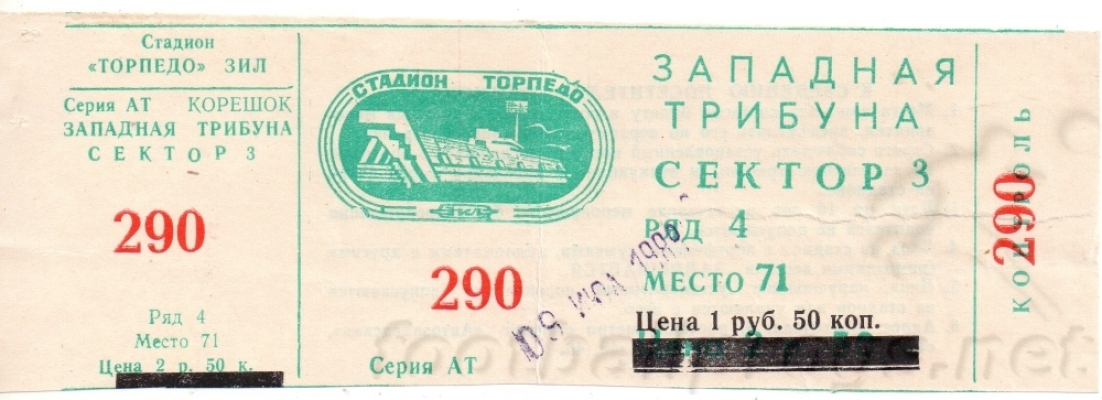 Стадион
«ТОРПЕДО» ЗИЛ
Серия АТ КОРЕШОК
ЗАПАДНАЯ ТРИБУНА
СЕКТОР 3
290
Ряд 4
Место 71
Цена 2 р. 50 к.
СТАДИОН ТОРПЕДО
ЗИЛ
290
Серия АТ
ЗАПАДНАЯ
ТРИБУНА
СЕКТОР 3
РЯД 4
МЕСТО 71
Цена 1 руб. 50 коп.
09 ИЮЛ
КОНТРОЛЬ
290